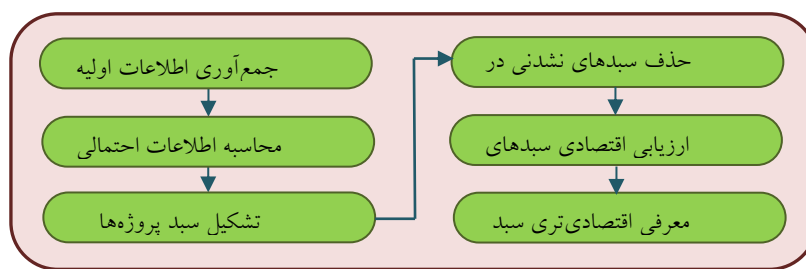 جمع‌آوری اطلاعات اولیه
محاسبه اطلاعات احتمالی
تشکیل سبد پروژه‌ها
حذف سبدهای نشدنی در
ارزیابی اقتصادی سبدهای
معرفی اقتصادی‌تری سبد